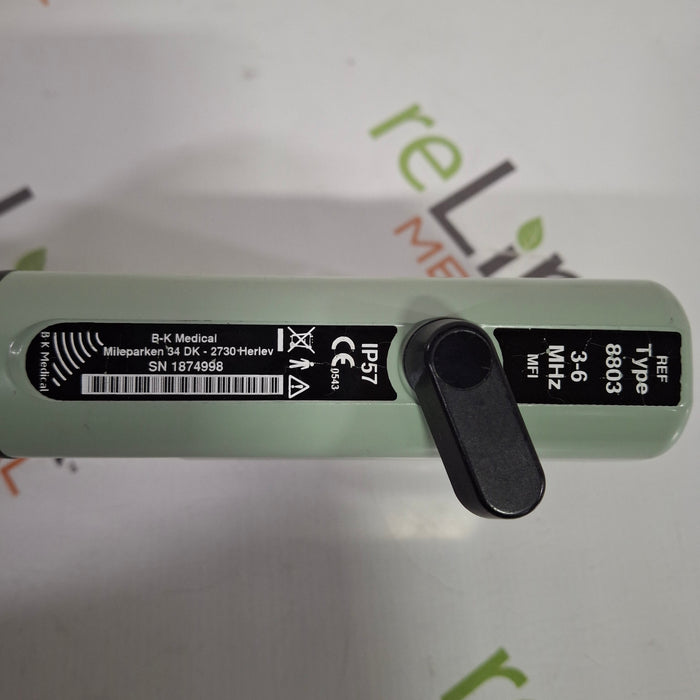 B-K Medical
B-K Medical
Mileparken 34 DK - 2730 Herlev
SN 1874998
CE
0543
IP57
REF
Type
8803
3-6
MHz
MFI
reLin
ME